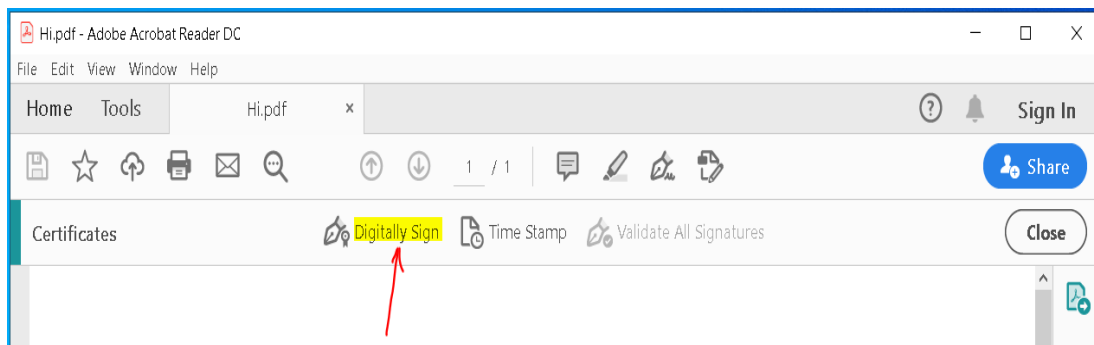 Hi.pdf - Adobe Acrobat Reader DC
File Edit View Window Help
Home Tools Hi.pdf × ? Sign In
1 / 1 Share
Certificates Digitally Sign Time Stamp Validate All Signatures Close